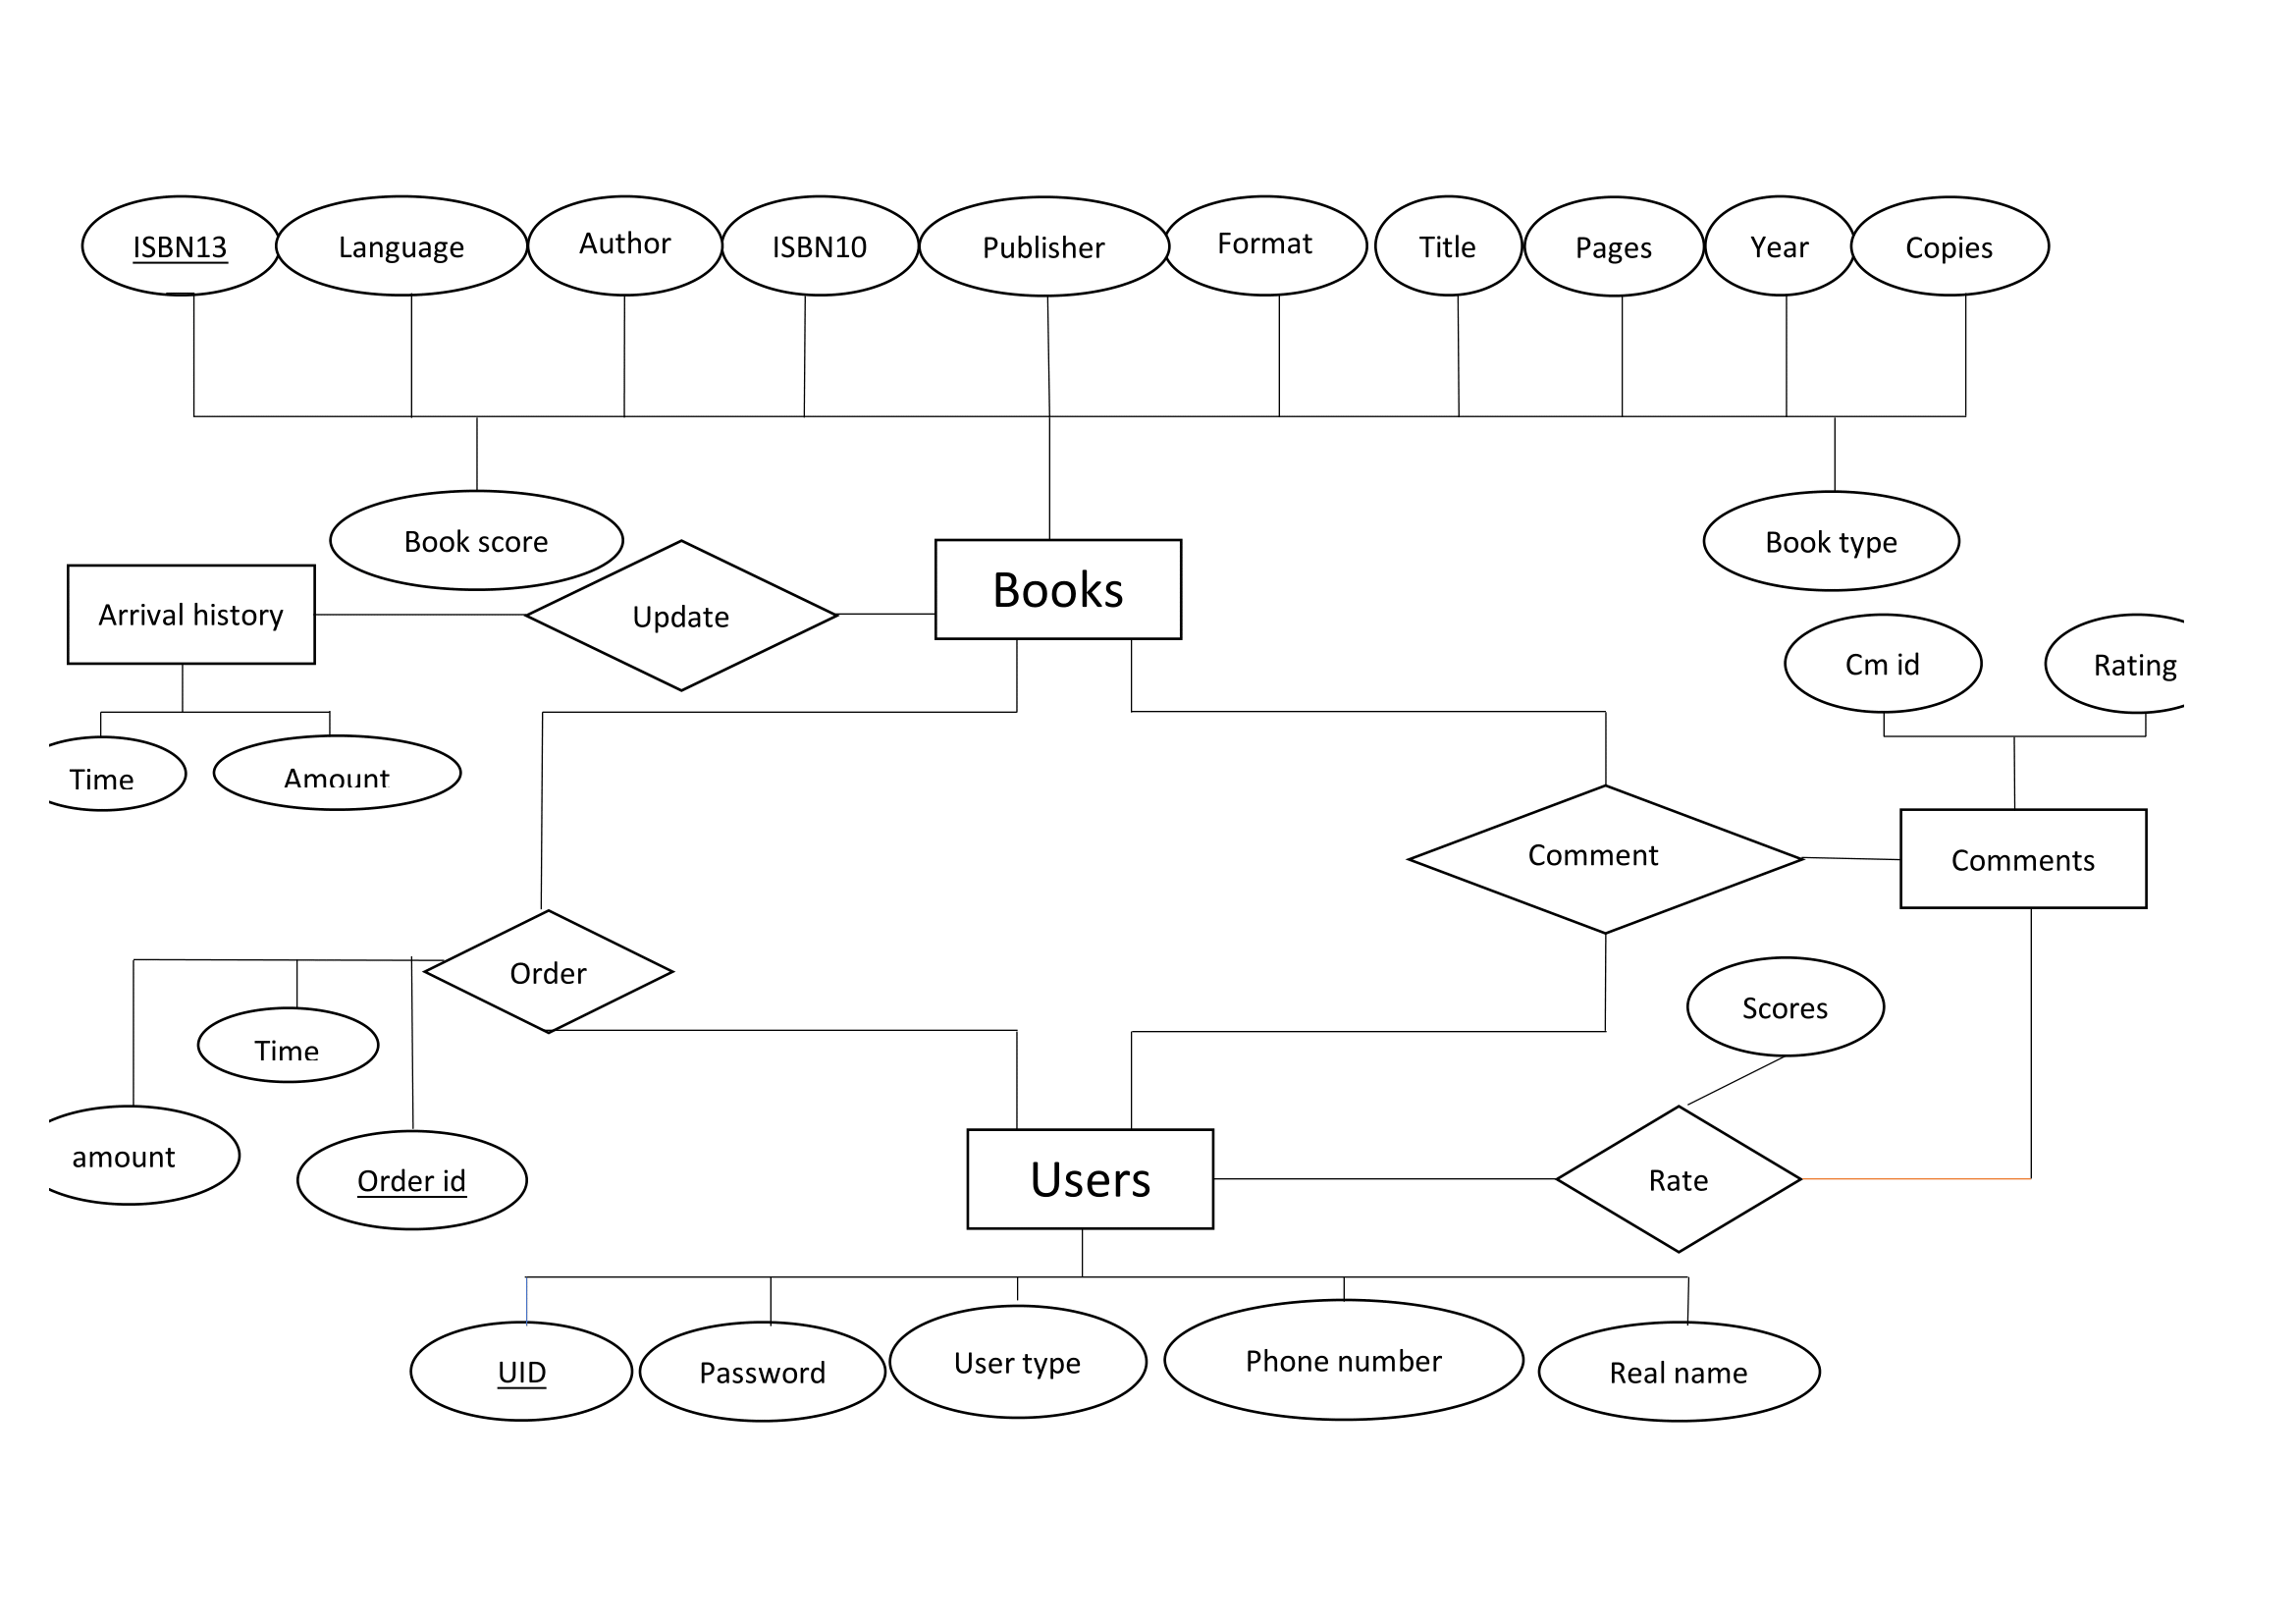 ISBN13
Language
Author
ISBN10
Publisher
Format
Title
Pages
Year
Copies
Book score
Book type
Books
Arrival history
Update
Cm id
Rating
Time
Amount
Comment
Comments
Order
Scores
Time
amount
Order id
Users
Rate
UID
Password
User type
Phone number
Real name